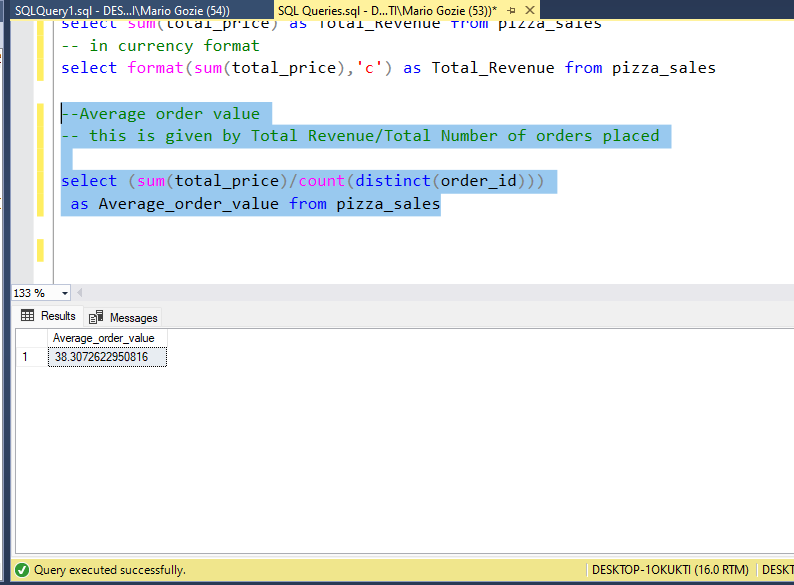 SQLQuery1.sql - DES...I\Mario Gozie (54))
SQL Queries.sql - D...TI\Mario Gozie (53))*
select sum(total_price) as Total_Revenue from pizza_sales
-- in currency format
select format(sum(total_price),'c') as Total_Revenue from pizza_sales
--Average order value
-- this is given by Total Revenue/Total Number of orders placed
select (sum(total_price)/count(distinct(order_id)))
as Average_order_value from pizza_sales
133 %
Results
Messages
Average_order_value
1 38.3072622950816
Query executed successfully.
DESKTOP-1OKUKTI (16.0 RTM)
DESKT